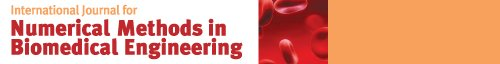 International Journal for
Numerical Methods in
Biomedical Engineering